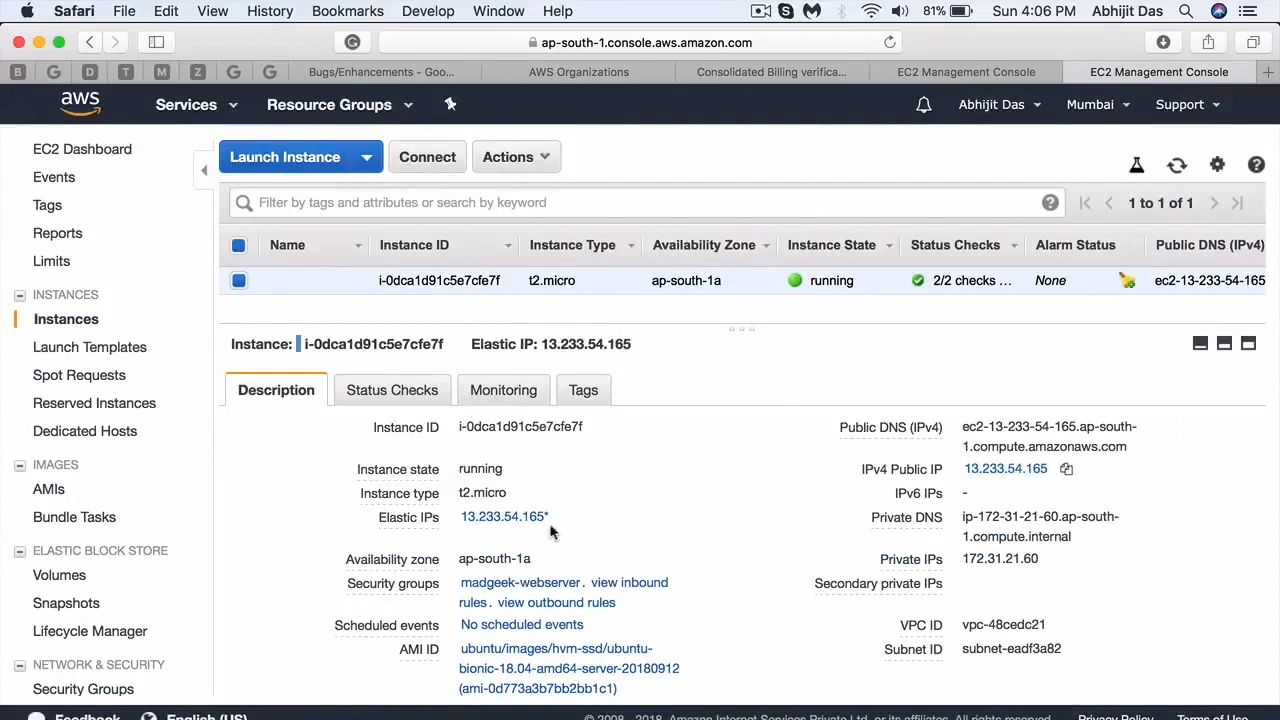 Safari File Edit View History Bookmarks Develop Window Help 81% Sun 4:06 PM Abhijit Das
ap-south-1.console.aws.amazon.com
B G D T M Z G G Bugs/Enhancements - Goo... AWS Organizations Consolidated Billing verifica... EC2 Management Console EC2 Management Console
aws Services Resource Groups Abhijit Das Mumbai Support
EC2 Dashboard
Events
Tags
Reports
Limits
INSTANCES
Instances
Launch Templates
Spot Requests
Reserved Instances
Dedicated Hosts
IMAGES
AMIs
Bundle Tasks
ELASTIC BLOCK STORE
Volumes
Snapshots
Lifecycle Manager
NETWORK & SECURITY
Security Groups
Launch Instance Connect Actions
Filter by tags and attributes or search by keyword 1 to 1 of 1
Name Instance ID Instance Type Availability Zone Instance State Status Checks Alarm Status Public DNS (IPv4)
i-0dca1d91c5e7cfe7f t2.micro ap-south-1a running 2/2 checks ... None ec2-13-233-54-165
Instance: i-0dca1d91c5e7cfe7f Elastic IP: 13.233.54.165
Description Status Checks Monitoring Tags
Instance ID i-0dca1d91c5e7cfe7f
Instance state running
Instance type t2.micro
Elastic IPs 13.233.54.165*
Availability zone ap-south-1a
Security groups madgeek-webserver. view inbound
rules. view outbound rules
Scheduled events No scheduled events
AMI ID ubuntu/images/hvm-ssd/ubuntu-
bionic-18.04-amd64-server-20180912
(ami-0d773a3b7bb2bb1c1)
Public DNS (IPv4) ec2-13-233-54-165.ap-south-
1.compute.amazonaws.com
IPv4 Public IP 13.233.54.165
IPv6 IPs -
Private DNS ip-172-31-21-60.ap-south-
1.compute.internal
Private IPs 172.31.21.60
Secondary private IPs
VPC ID vpc-48cedc21
Subnet ID subnet-eadf3a82
Feedback English (US) © 2008 - 2018, Amazon Internet Services Private Ltd. or its affiliates. All rights reserved. Privacy Policy Terms of Use